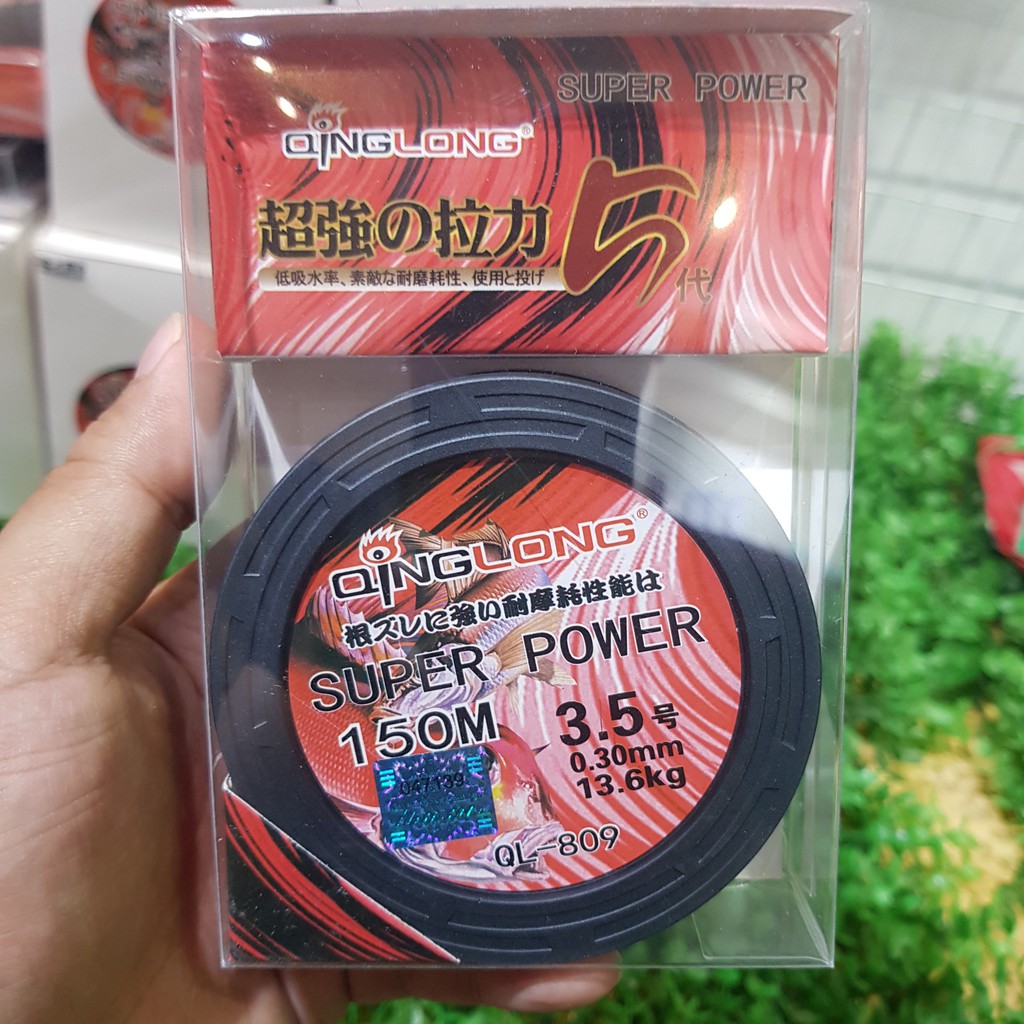 SUPER POWER
QINGLONG®
超強の拉力
5代
低吸水率、素敵な耐磨耗性、使用と投げ
QINGLONG®
根ズレに強い耐摩耗性能は
SUPER POWER
150M
3.5号
0.30mm
13.6kg
047139
QL-809